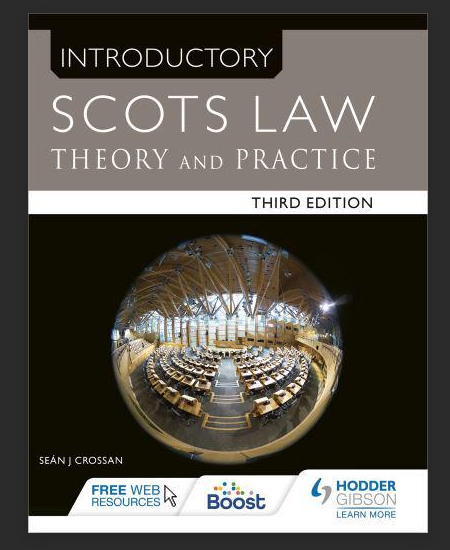 INTRODUCTORY
SCOTS LAW
THEORY AND PRACTICE
THIRD EDITION
SEÁN J CROSSAN
FREE WEB
RESOURCES
Boost
HODDER
GIBSON
LEARN MORE